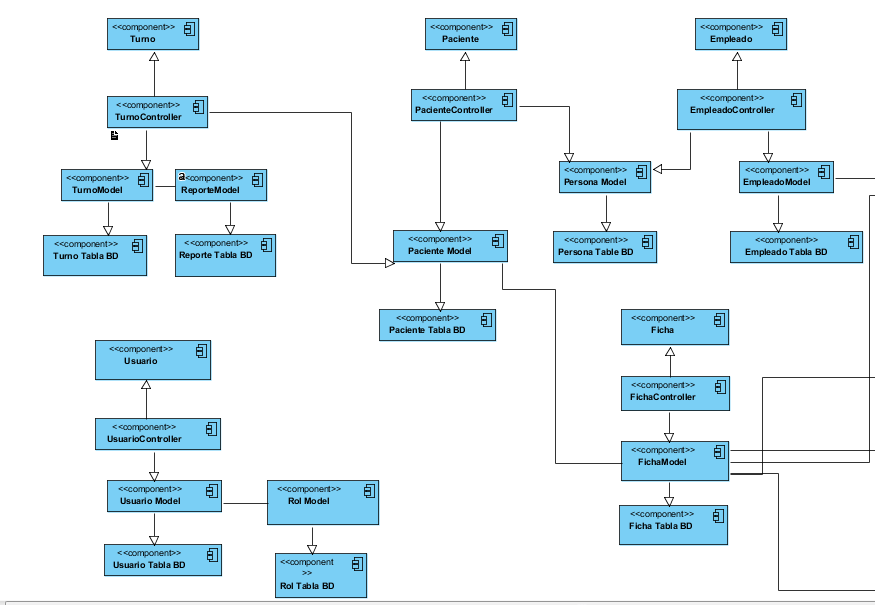 <<component>>
Turno
<<component>>
Paciente
<<component>>
Empleado
<<component>>
TurnoController
<<component>>
PacienteController
<<component>>
EmpleadoController
<<component>>
TurnoModel
a
<<component>>
ReporteModel
<<component>>
Persona Model
<<component>>
EmpleadoModel
<<component>>
Turno Tabla BD
<<component>>
Reporte Tabla BD
<<component>>
Paciente Model
<<component>>
Persona Table BD
<<component>>
Empleado Tabla BD
<<component>>
Paciente Tabla BD
<<component>>
Ficha
<<component>>
Usuario
<<component>>
FichaController
<<component>>
UsuarioController
<<component>>
FichaModel
<<component>>
Usuario Model
<<component>>
Rol Model
<<component>>
Ficha Tabla BD
<<component>>
Usuario Tabla BD
<<component
>>
Rol Tabla BD